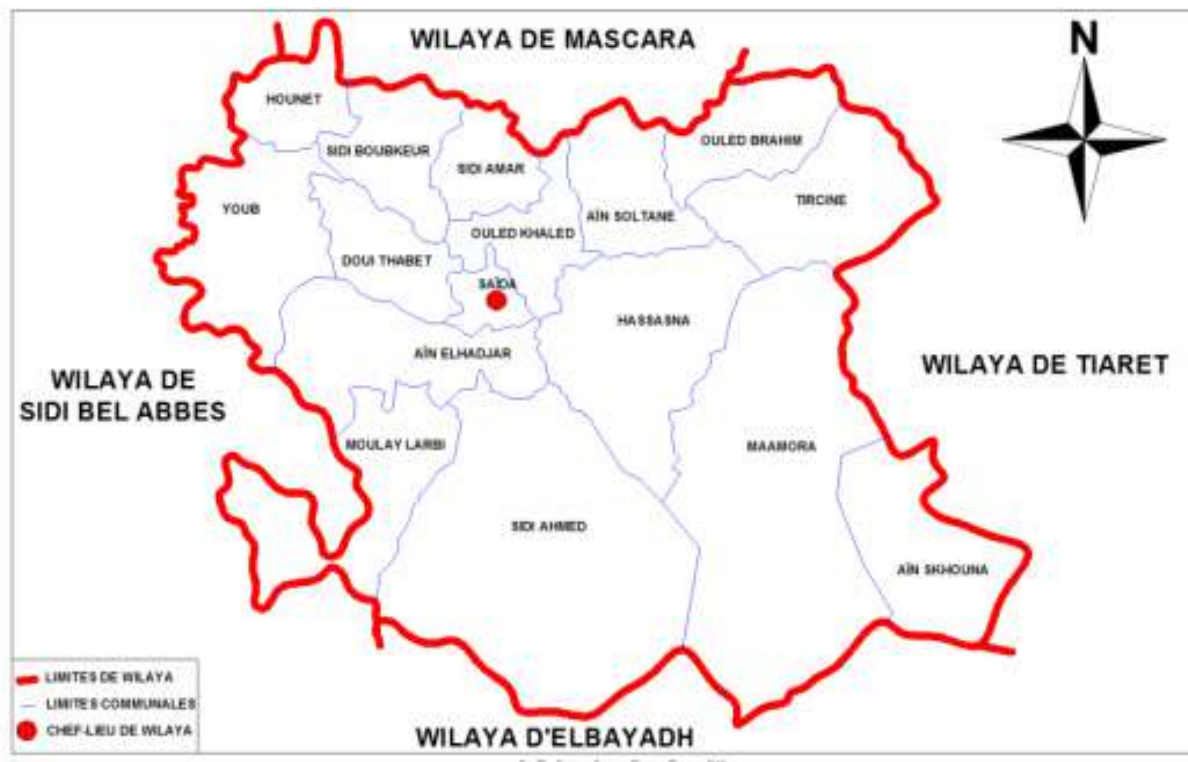 WILAYA DE MASCARA
N
HOUNET
OULED BRAHIM
SIDI BOUBKEUR
SIDI AMAR
TIRCINE
YOUB
AÏN SOLTANE
OULED KHALED
DOUI THABET
SAÏDA
HASSASNA
AÏN ELHADJAR
WILAYA DE TIARET
WILAYA DE
SIDI BEL ABBES
MOULAY LARBI
MAAMORA
SIDI AHMED
AÏN SKHOUNA
LIMITES DE WILAYA
LIMITES COMMUNALES
CHEF-LIEU DE WILAYA
WILAYA D'ELBAYADH